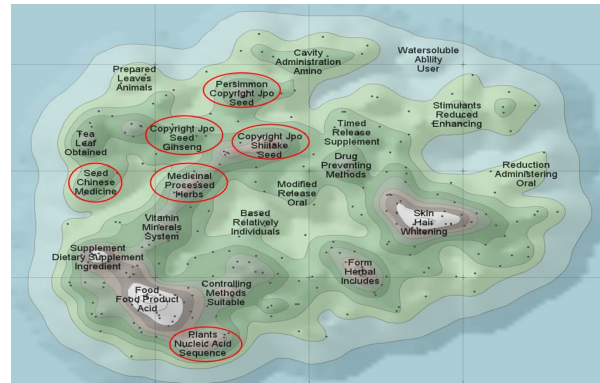 Cavity
Administration
Amino
Watersoluble
Ability
User
Prepared
Leaves
Animals
Persimmon
Copyright Jpo
Seed
Stimulants
Reduced
Enhancing
Tea
Leaf
Obtained
Copyright Jpo
Seed
Ginseng
Copyright Jpo
Shiitake
Seed
Timed
Release
Supplement
Drug
Preventing
Methods
Seed
Chinese
Medicine
Medicinal
Processed
Herbs
Modified
Release
Oral
Reduction
Administering
Oral
Vitamin
Minerals
System
Based
Relatively
Individuals
Skin
Hair
Whitening
Supplement
Dietary Supplement
Ingredient
Form
Herbal
Includes
Food
Food Product
Acid
Controlling
Methods
Suitable
Plants
Nucleic Acid
Sequence